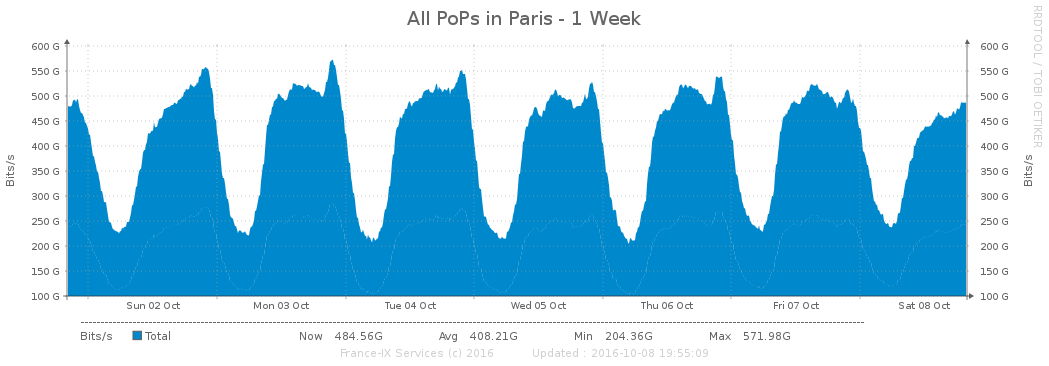 All PoPs in Paris - 1 Week
RRDTOOL / TOBI OETIKER
Bits/s
600 G 600 G
550 G 550 G
500 G 500 G
450 G 450 G
400 G 400 G
350 G 350 G
300 G 300 G
250 G 250 G
200 G 200 G
150 G 150 G
100 G 100 G
Bits/s
Sun 02 Oct Mon 03 Oct Tue 04 Oct Wed 05 Oct Thu 06 Oct Fri 07 Oct Sat 08 Oct
Bits/s Total Now 484.56G Avg 408.21G Min 204.36G Max 571.98G
France-IX Services (c) 2016 Updated : 2016-10-08 19:55:09